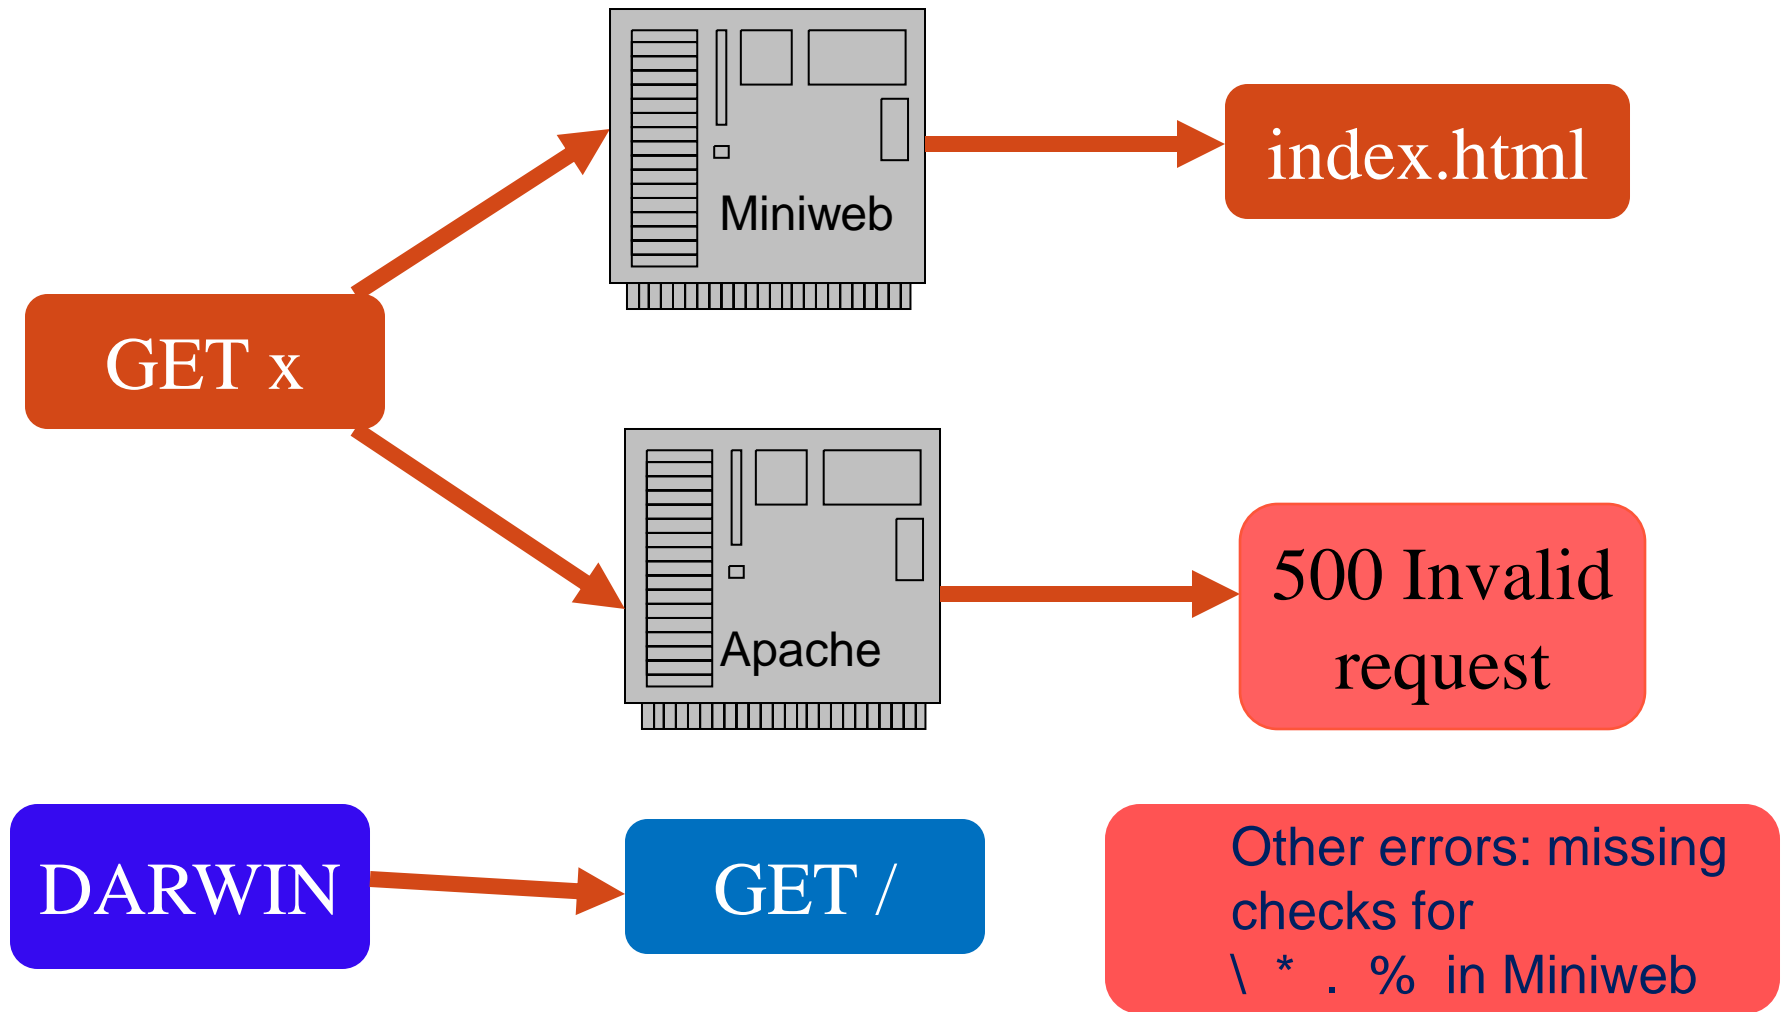 Miniweb
index.html
GET x
Apache
500 Invalid
request
DARWIN
GET /
Other errors: missing
checks for
\ * . % in Miniweb